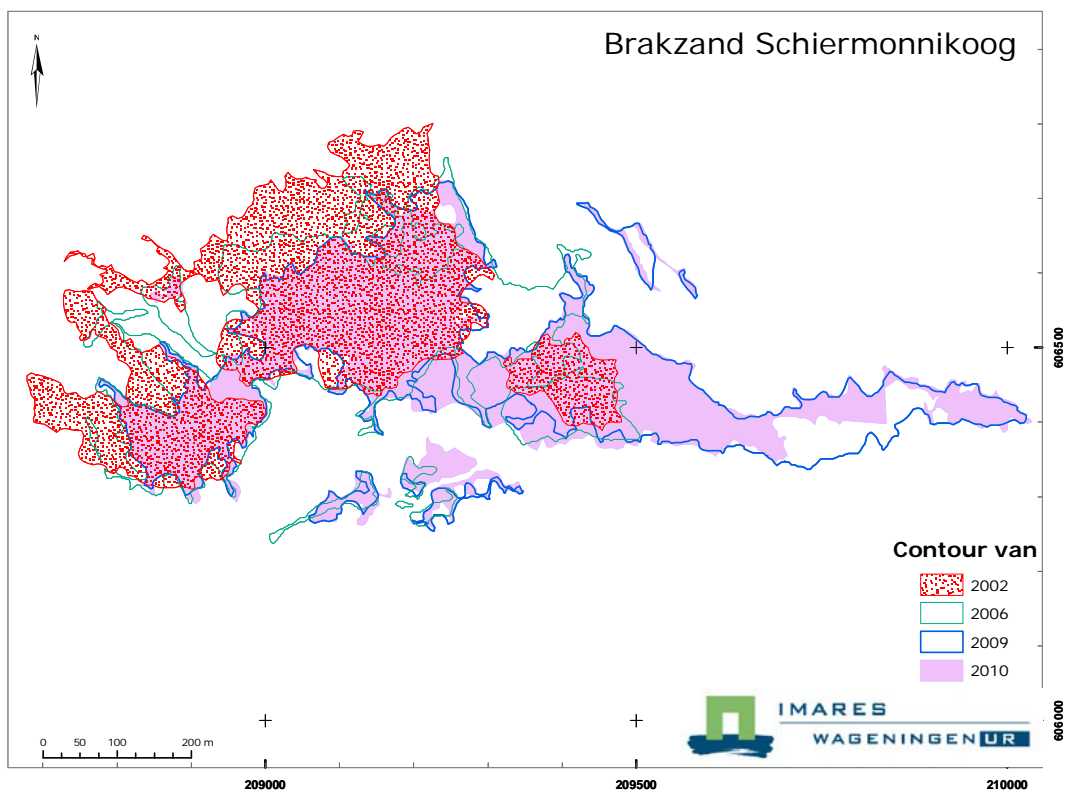 Brakzand Schiermonnikoog
N
606500
Contour van
2002
2006
2009
2010
IMARES
WAGENINGEN UR
606000
0 50 100 200 m
209000 209500 210000